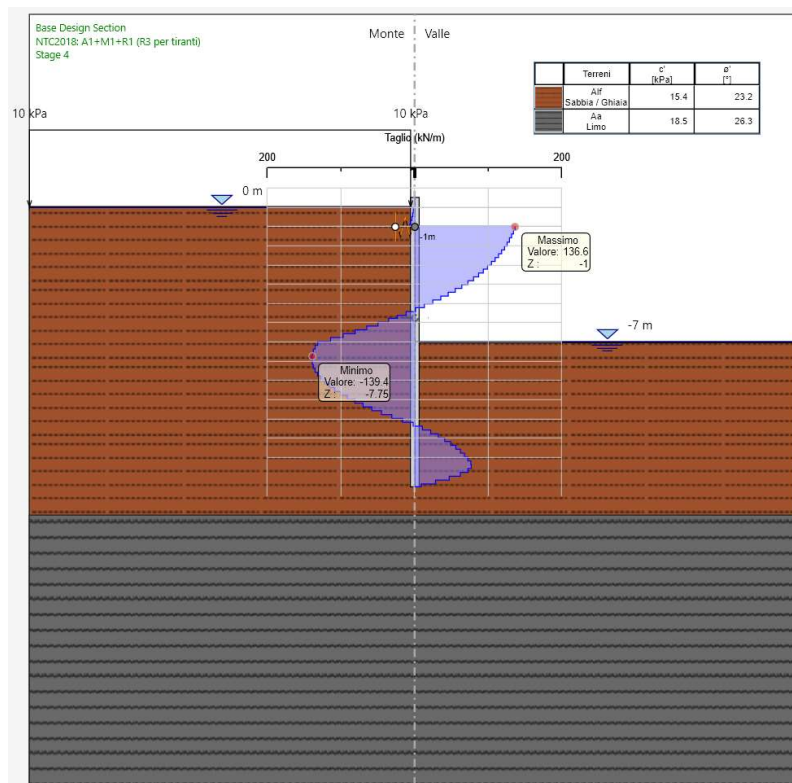 Base Design Section
NTC2018: A1+M1+R1 (R3 per tiranti)
Stage 4
Monte
Valle
Terreni c' [kPa] ø' [°]
Alf Sabbia / Ghiaia 15.4 23.2
Aa Limo 18.5 26.3
10 kPa
10 kPa
Taglio (kN/m)
200
200
0 m
-1m
Massimo
Valore: 136.6
Z : -1
-7 m
Minimo
Valore: -139.4
Z : -7.75